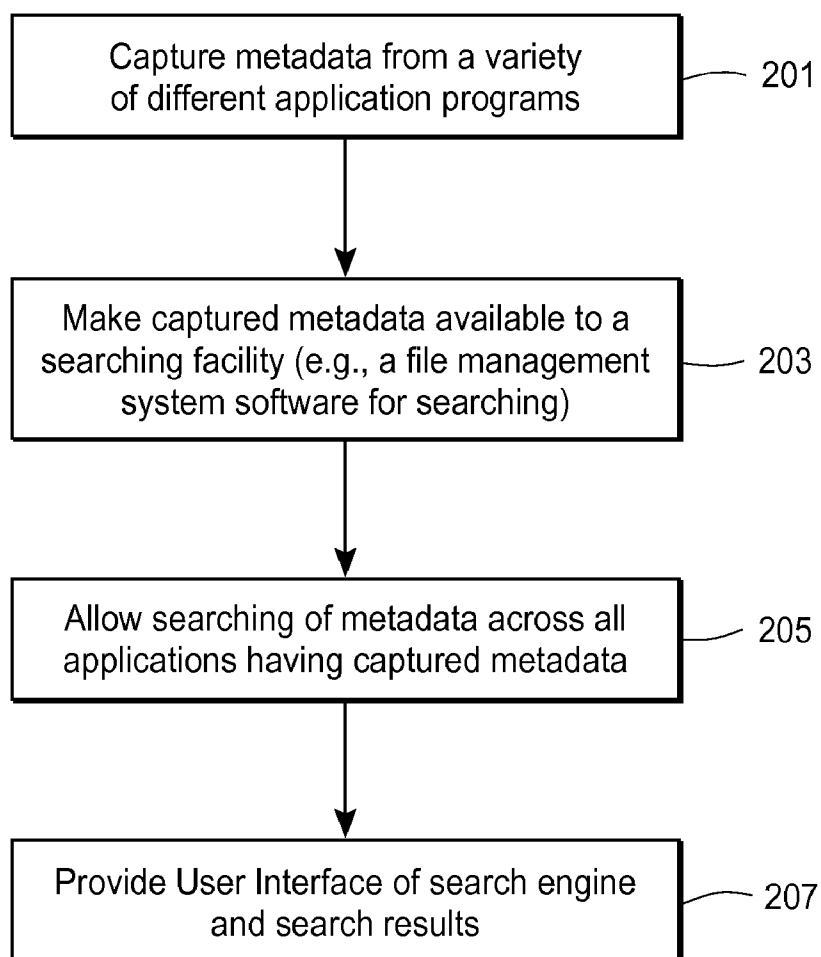 Capture metadata from a variety
of different application programs
201
Make captured metadata available to a
searching facility (e.g., a file management
system software for searching)
203
Allow searching of metadata across all
applications having captured metadata
205
Provide User Interface of search engine
and search results
207